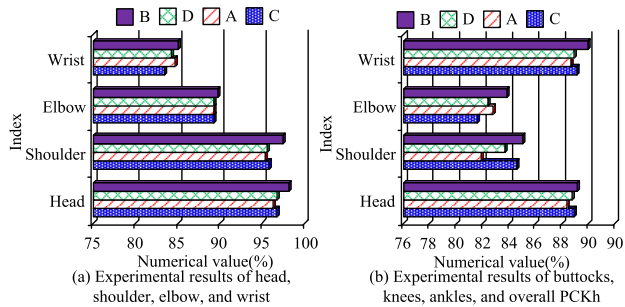 B D A C
Index
Wrist
Elbow
Shoulder
Head
75 80 85 90 95 100
Numerical value(%)
(a) Experimental results of head,
shoulder, elbow, and wrist
B D A C
Index
Wrist
Elbow
Shoulder
Head
76 78 80 82 84 86 88 90 90
Numerical value(%)
(b) Experimental results of buttocks,
knees, ankles, and overall PCKh